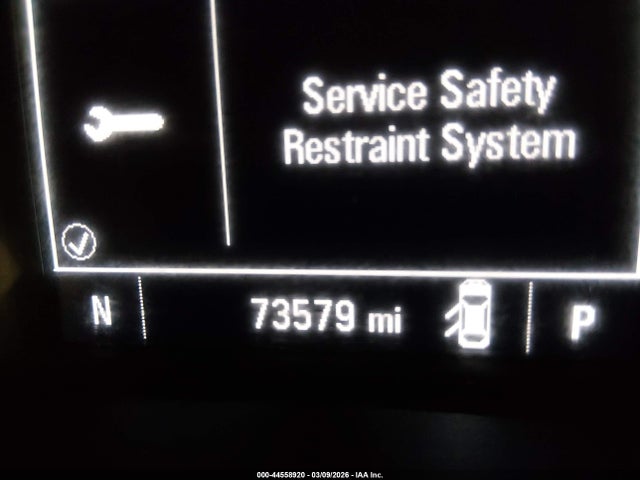 Service Safety
Restraint System
N 73579 mi P
000-44558920 - 03/09/2026 - IAA Inc.